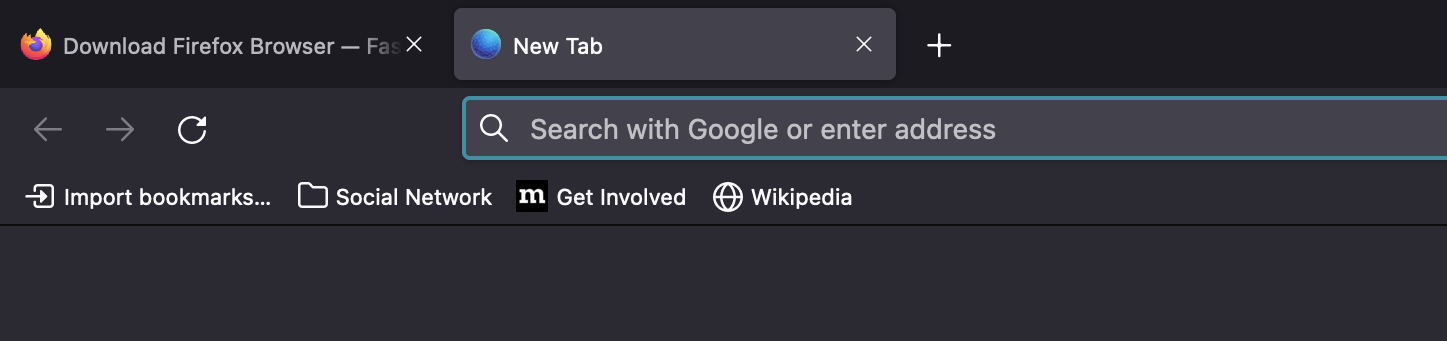 Download Firefox Browser — Fas
New Tab
Search with Google or enter address
Import bookmarks... Social Network m Get Involved Wikipedia